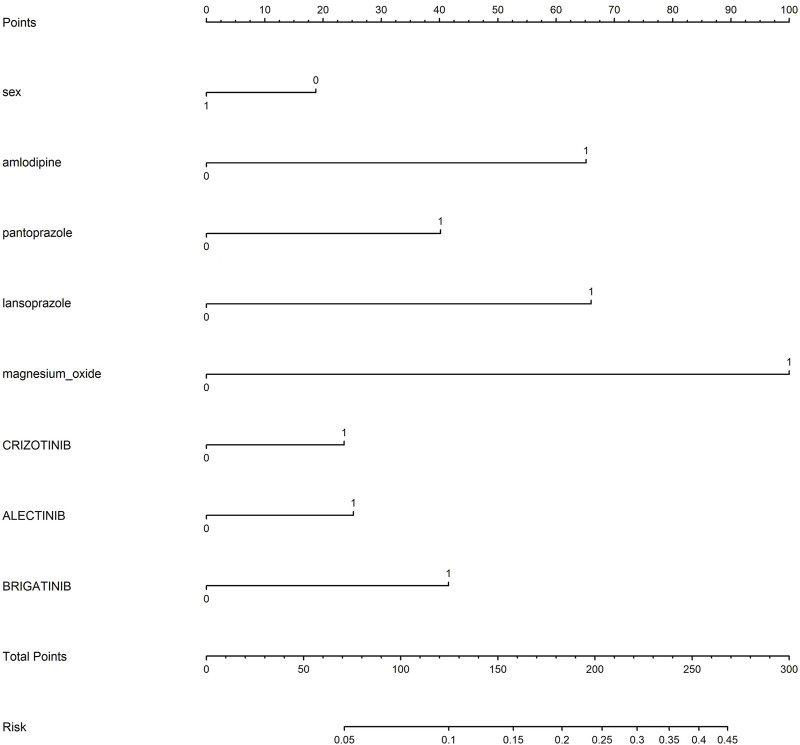 Points 0 10 20 30 40 50 60 70 80 90 100
sex 0
1
amlodipine 1
0
pantoprazole 1
0
lansoprazole 1
0
magnesium_oxide 1
0
CRIZOTINIB 1
0
ALECTINIB 1
0
BRIGATINIB 1
0
Total Points
0 50 100 150 200 250 300
Risk
0.05 0.1 0.15 0.2 0.25 0.3 0.35 0.4 0.45